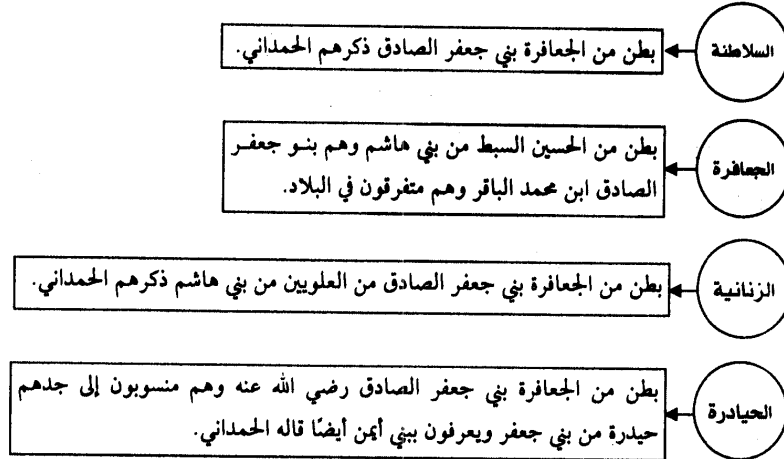 السلاطنة
بطن من الجعافرة بني جعفر الصادق ذكرهم الحمداني.
الجعافرة
بطن من الحسين السبط من بني هاشم وهم بنو جعفر
الصادق ابن محمد الباقر وهم متفرقون في البلاد.
الزنانية
بطن من الجعافرة بني جعفر الصادق من العلويين من بني هاشم ذكرهم الحمداني.
الحيادرة
بطن من الجعافرة بني جعفر الصادق رضي الله عنه وهم منسوبون إلى جدهم
حيدرة من بني جعفر ويعرفون ببني أيمن أيضًا قاله الحمداني.